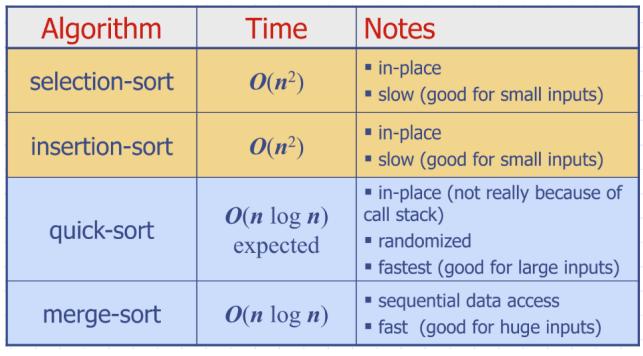 Algorithm Time Notes
selection-sort O(n²) ▪ in-place
▪ slow (good for small inputs)
insertion-sort O(n²) ▪ in-place
▪ slow (good for small inputs)
quick-sort O(n log n)
expected ▪ in-place (not really because of
call stack)
▪ randomized
▪ fastest (good for large inputs)
merge-sort O(n log n) ▪ sequential data access
▪ fast (good for huge inputs)